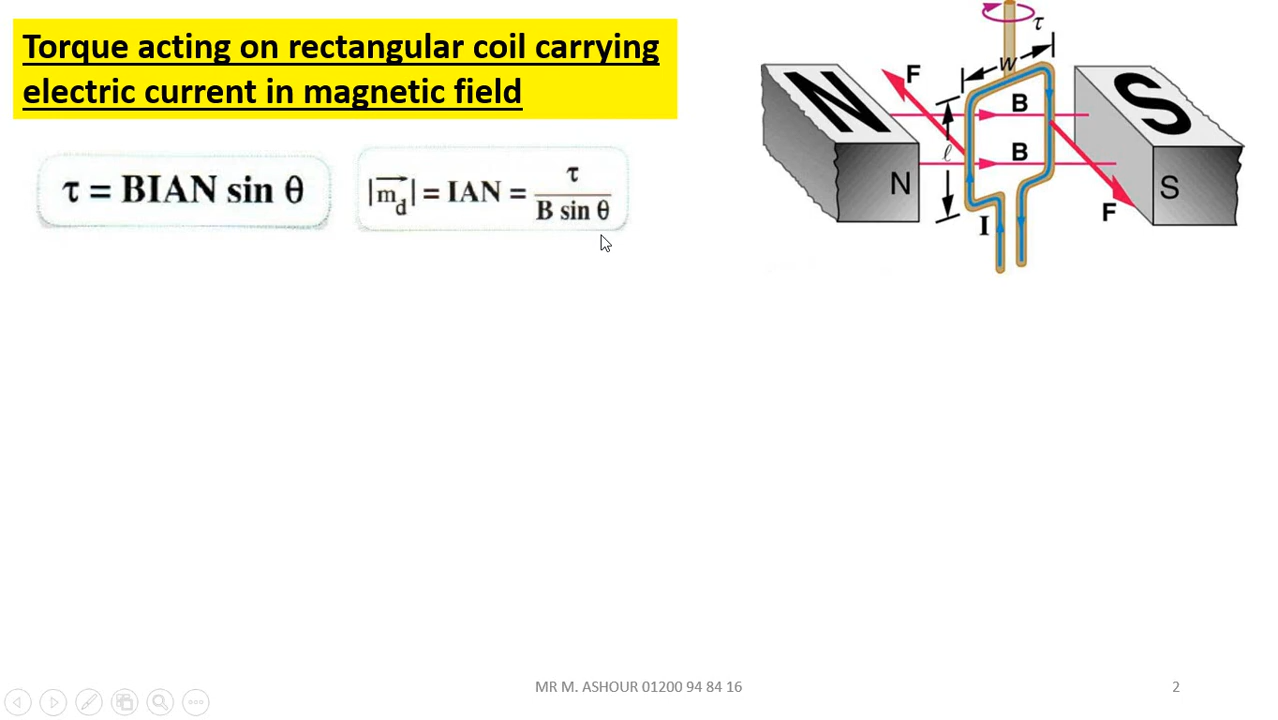 Torque acting on rectangular coil carrying
electric current in magnetic field
τ = BIAN sin θ
|m⃗d| = IAN = τ / B sin θ
τ
w
F
N
S
B
ℓ
B
N
S
I
F
MR M. ASHOUR 01200 94 84 16
2